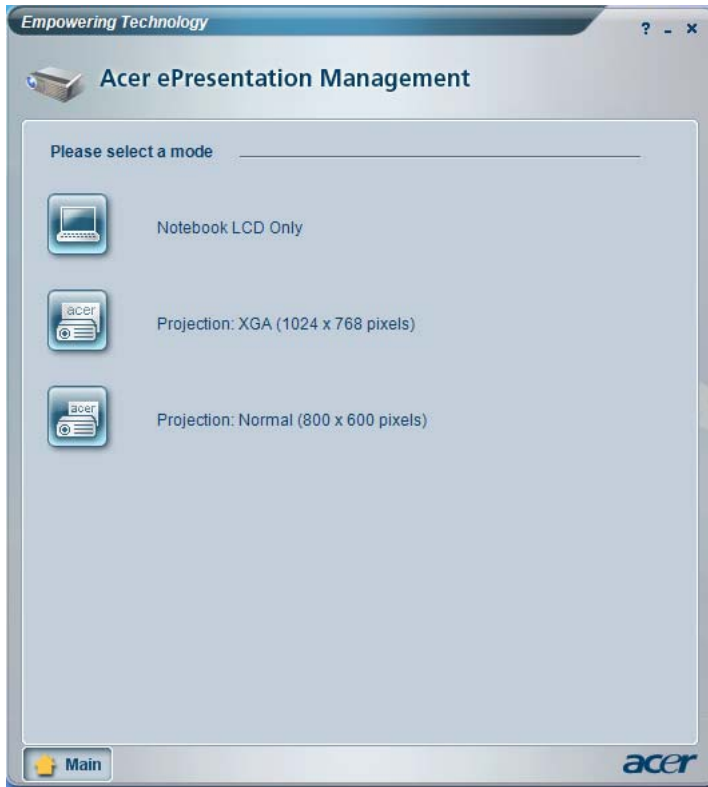 Empowering Technology
? - ×
Acer ePresentation Management
Please select a mode
Notebook LCD Only
acer
Projection: XGA (1024 x 768 pixels)
acer
Projection: Normal (800 x 600 pixels)
Main
acer